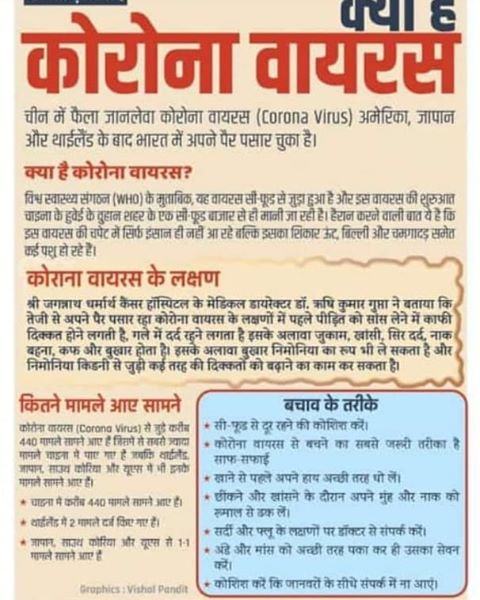 क्या है
कोरोना वायरस
चीन में फैला जानलेवा कोरोना वायरस (Corona Virus) अमेरिका, जापान
और थाईलैंड के बाद भारत में अपने पैर पसार चुका है।
क्या है कोरोना वायरस?
विश्व स्वास्थ्य संगठन (WHO) के मुताबिक, यह वायरस सी-फूड से जुड़ा हुआ है और इस वायरस की शुरुआत
चाइना के हुवेई के वुहान शहर के एक सी-फूड बाजार से ही मानी जा रही है। हैरान करने वाली बात ये है कि
इस वायरस की चपेट में सिर्फ इंसान ही नहीं आ रहे बल्कि इसका शिकार ऊंट, बिल्ली और चमगादड़ समेत
कई पशु हो रहे हैं।
कोराना वायरस के लक्षण
श्री जगन्नाथ धर्मार्थ कैंसर हॉस्पिटल के मेडिकल डायरेक्टर डॉ. ऋषि कुमार गुप्ता ने बताया कि
तेजी से अपने पैर पसार रहा कोरोना वायरस के लक्षणों में पहले पीड़ित को सांस लेने में काफी
दिक्कत होने लगती है, गले में दर्द रहने लगता है इसके अलावा जुकाम, खांसी, सिर दर्द, नाक
बहना, कफ और बुखार होता है। इसके अलावा बुखार निमोनिया का रूप भी ले सकता है और
निमोनिया किडनी से जुड़ी कई तरह की दिक्कतों को बढ़ाने का काम कर सकता है।
कितने मामले आए सामने
कोरोना वायरस (Corona Virus) से जुड़े करीब
440 मामले सामने आए हैं जिसमें से सबसे ज्यादा
मामले चाइना में पाए गए हैं जबकि थाईलैंड,
जापान, साउथ कोरिया और यूएस में भी इनके
मामले सामने आए हैं।
★ चाइना में करीब 440 मामले सामने आए हैं।
★ थाईलैंड में 2 मामले दर्ज किए गए हैं।
★ जापान, साउथ कोरिया और यूएस से 1-1
मामले सामने आए हैं
Graphics : Vishal Pandit
बचाव के तरीके
★ सी-फूड से दूर रहने की कोशिश करें।
★ कोरोना वायरस से बचने का सबसे जरूरी तरीका है
साफ-सफाई
★ खाने से पहले अपने हाथ अच्छी तरह धो लें।
★ छींकने और खांसने के दौरान अपने मुंह और नाक को
रूमाल से ढक लें।
★ सर्दी और फ्लू के लक्षणों पर डॉक्टर से संपर्क करें।
★ अंडे और मांस को अच्छी तरह पका कर ही उसका सेवन
करें।
★ कोशिश करें कि जानवरों के सीधे संपर्क में ना आएं।